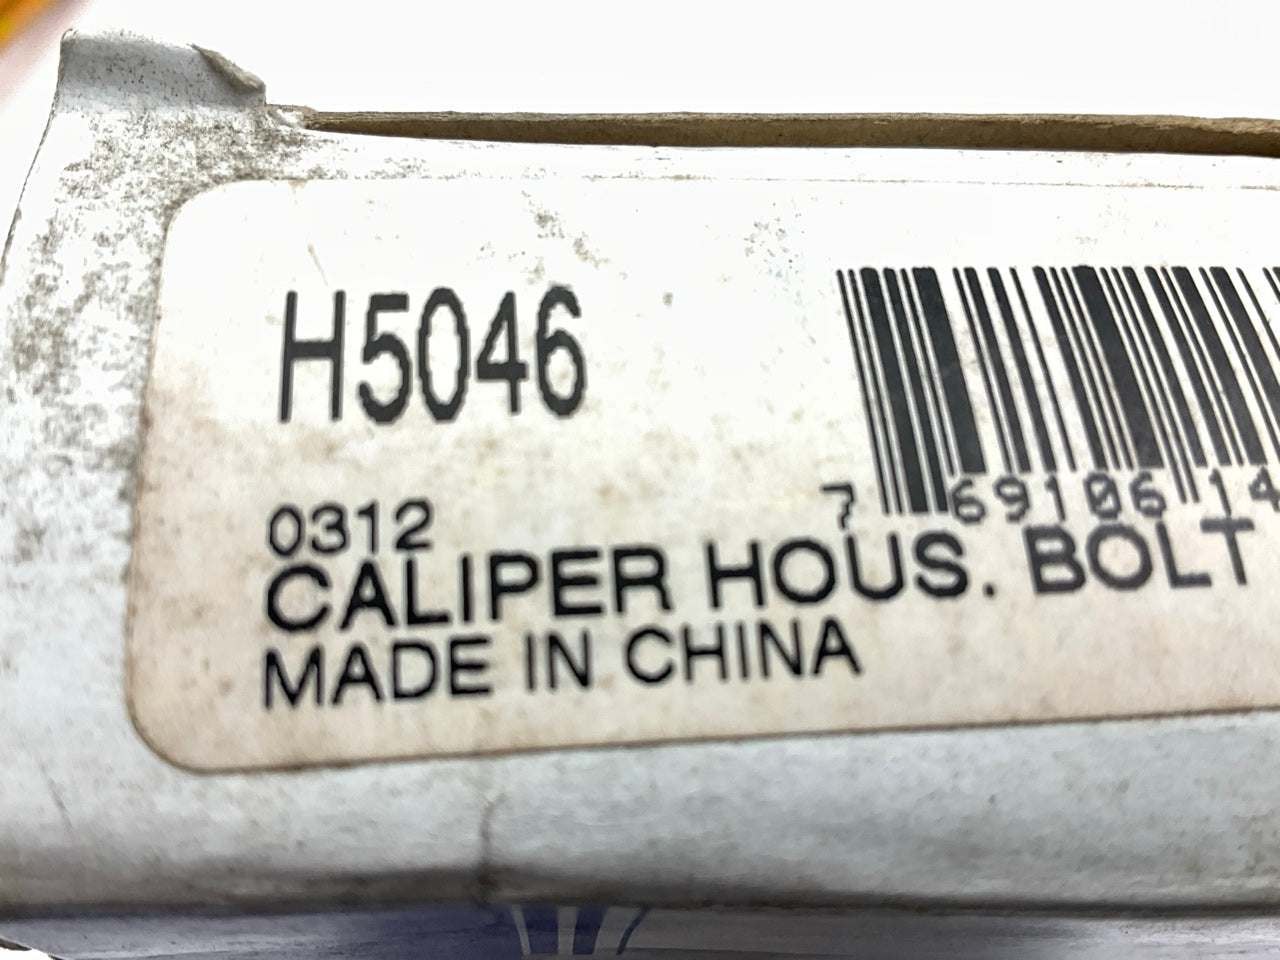 H5046
7 69106 14
0312
CALIPER HOUS. BOLT
MADE IN CHINA